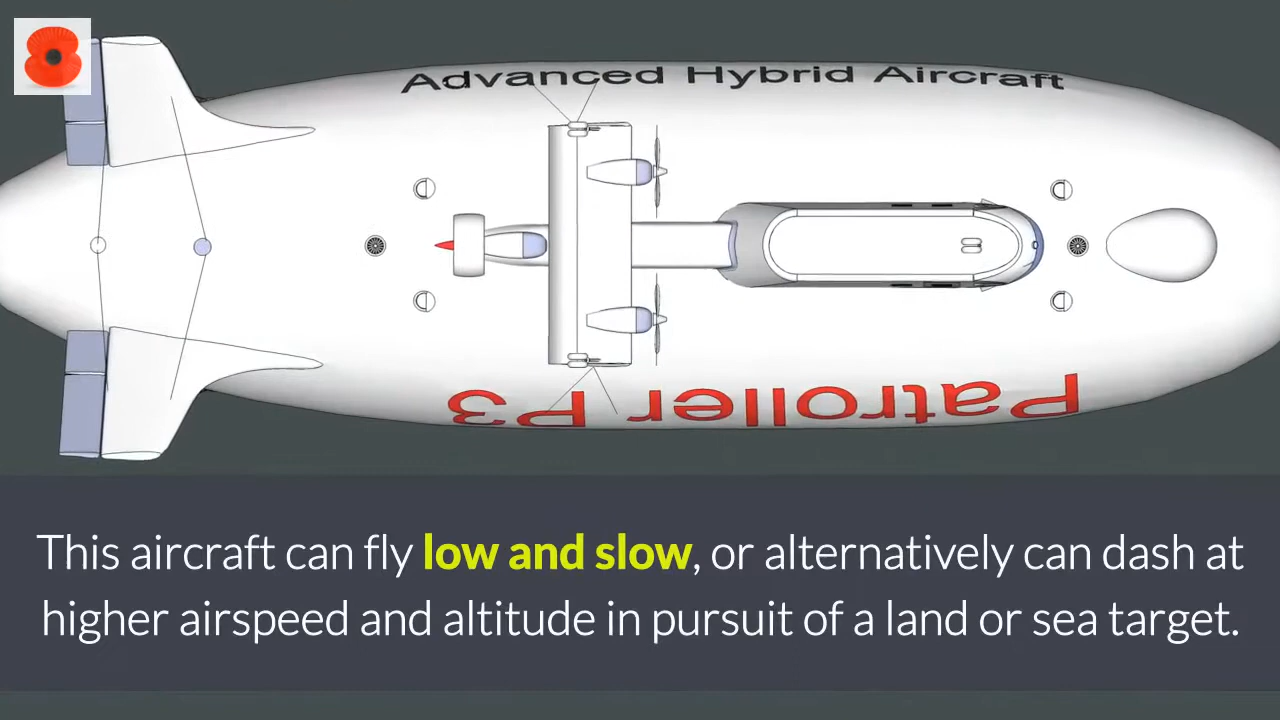 Advanced Hybrid Aircraft
Patroller P3
This aircraft can fly low and slow, or alternatively can dash at
higher airspeed and altitude in pursuit of a land or sea target.